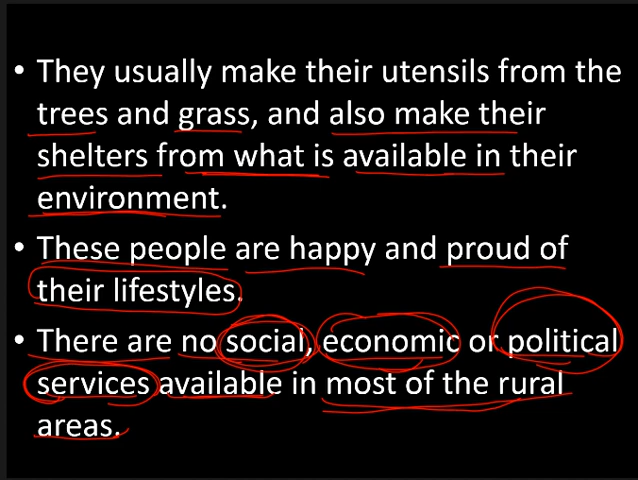 • They usually make their utensils from the
trees and grass, and also make their
shelters from what is available in their
environment.
• These people are happy and proud of
their lifestyles.
• There are no social, economic or political
services available in most of the rural
areas.